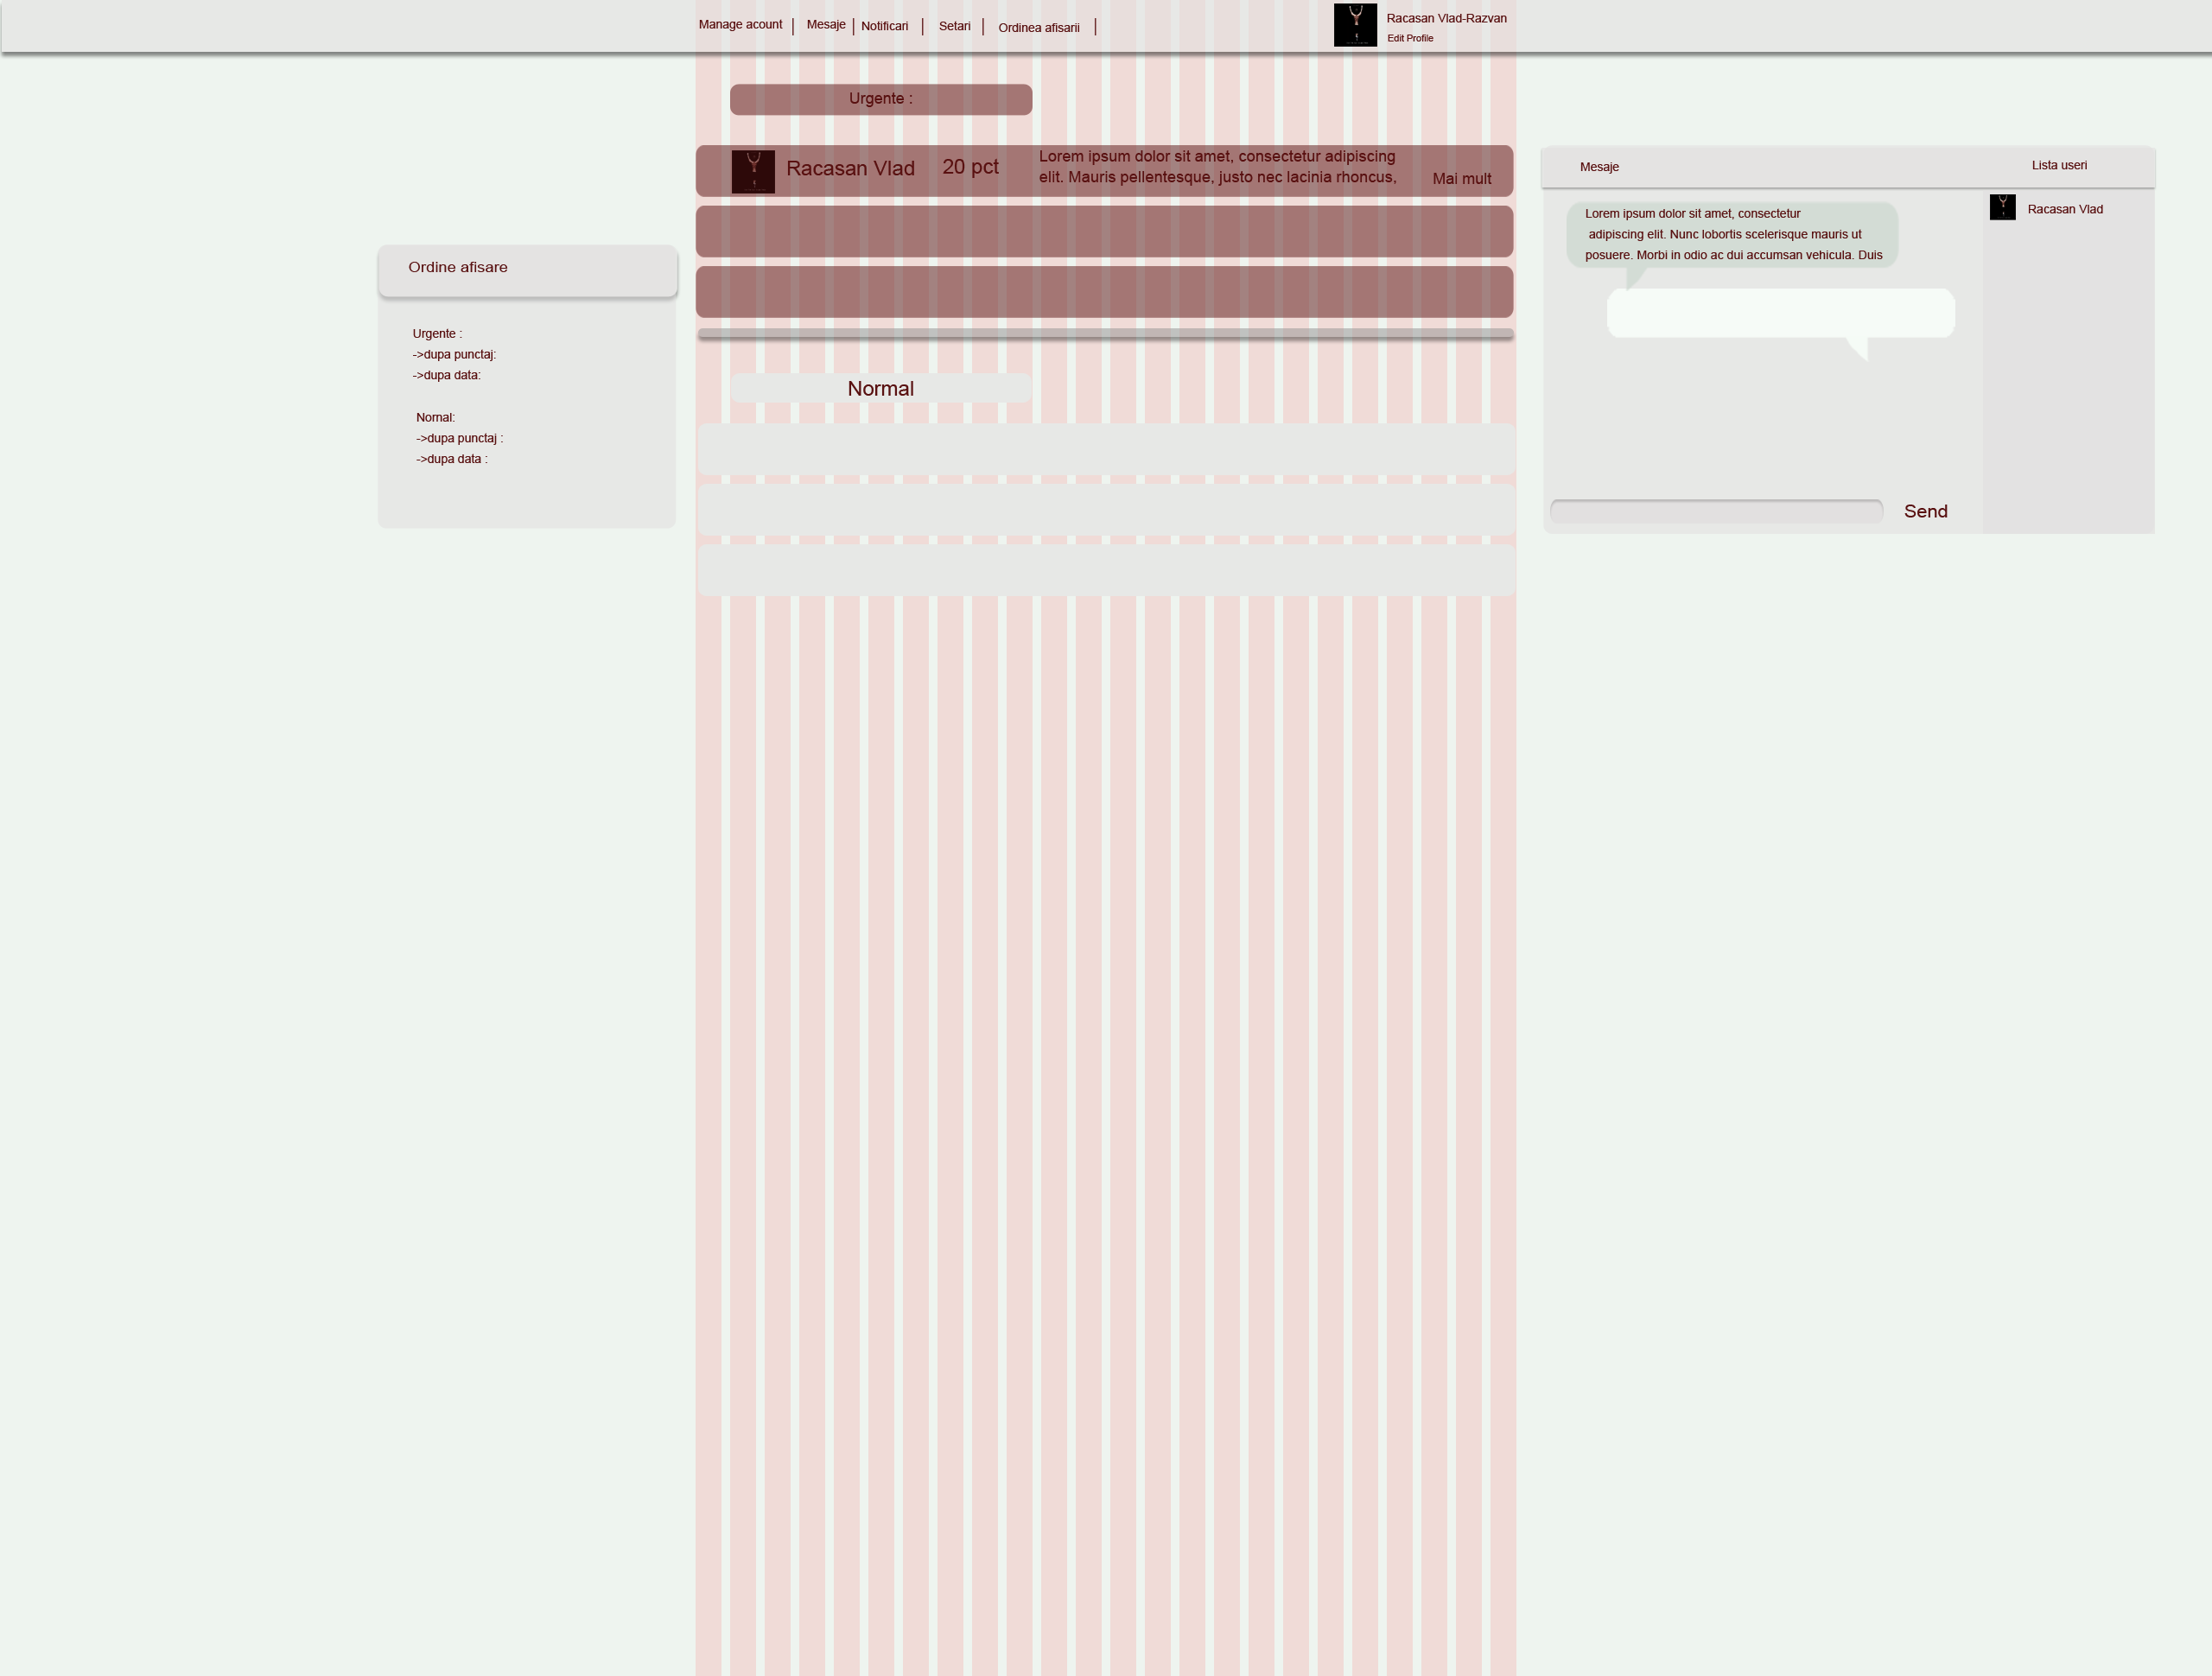 Manage acount | Mesaje | Notificari | Setari | Ordinea afisarii |
Racasan Vlad-Razvan
Edit Profile
Urgente :
Racasan Vlad 20 pct
Lorem ipsum dolor sit amet, consectetur adipiscing
elit. Mauris pellentesque, justo nec lacinia rhoncus,
Mai mult
Normal
Ordine afisare
Urgente :
->dupa punctaj:
->dupa data:
Nornal:
->dupa punctaj :
->dupa data :
Mesaje
Lista useri
Lorem ipsum dolor sit amet, consectetur
adipiscing elit. Nunc lobortis scelerisque mauris ut
posuere. Morbi in odio ac dui accumsan vehicula. Duis
Racasan Vlad
Send